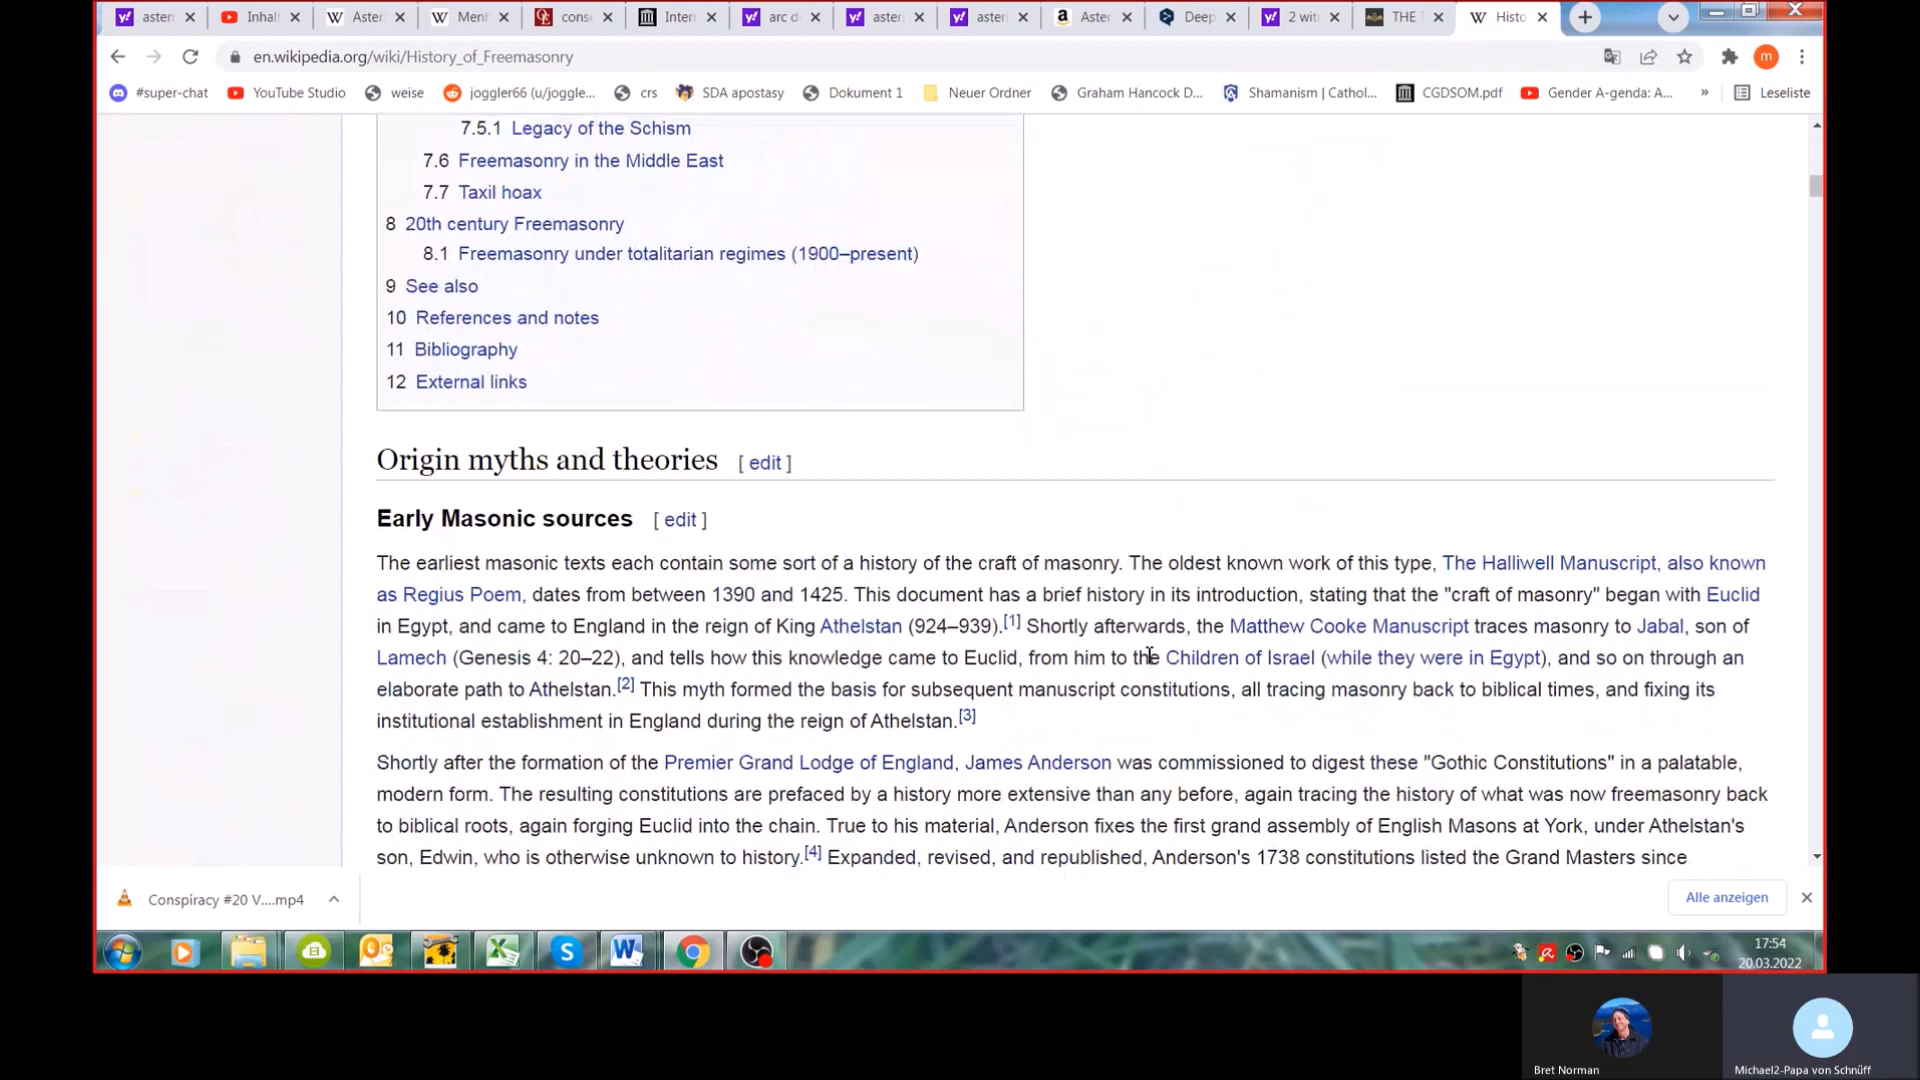 aster
Inhal
Aster
Menh
cons
Intern
arc d
aster
aster
Aster
Deep
2 wit
THE T
Histo
en.wikipedia.org/wiki/History_of_Freemasonry
m
#super-chat
YouTube Studio
weise
joggler66 (u/joggle...
crs
SDA apostasy
Dokument 1
Neuer Ordner
Graham Hancock D...
Shamanism | Cathol...
CGDSOM.pdf
Gender A-genda: A...
»
Leseliste
7.5.1 Legacy of the Schism
7.6 Freemasonry in the Middle East
7.7 Taxil hoax
8 20th century Freemasonry
8.1 Freemasonry under totalitarian regimes (1900–present)
9 See also
10 References and notes
11 Bibliography
12 External links
Origin myths and theories [ edit ]
Early Masonic sources [ edit ]
The earliest masonic texts each contain some sort of a history of the craft of masonry. The oldest known work of this type, The Halliwell Manuscript, also known
as Regius Poem, dates from between 1390 and 1425. This document has a brief history in its introduction, stating that the "craft of masonry" began with Euclid
in Egypt, and came to England in the reign of King Athelstan (924–939).[1] Shortly afterwards, the Matthew Cooke Manuscript traces masonry to Jabal, son of
Lamech (Genesis 4: 20–22), and tells how this knowledge came to Euclid, from him to the Children of Israel (while they were in Egypt), and so on through an
elaborate path to Athelstan.[2] This myth formed the basis for subsequent manuscript constitutions, all tracing masonry back to biblical times, and fixing its
institutional establishment in England during the reign of Athelstan.[3]
Shortly after the formation of the Premier Grand Lodge of England, James Anderson was commissioned to digest these "Gothic Constitutions" in a palatable,
modern form. The resulting constitutions are prefaced by a history more extensive than any before, again tracing the history of what was now freemasonry back
to biblical roots, again forging Euclid into the chain. True to his material, Anderson fixes the first grand assembly of English Masons at York, under Athelstan's
son, Edwin, who is otherwise unknown to history.[4] Expanded, revised, and republished, Anderson's 1738 constitutions listed the Grand Masters since
Conspiracy #20 V....mp4
Alle anzeigen
17:54
20.03.2022
Bret Norman
Michael2-Papa von Schnüff